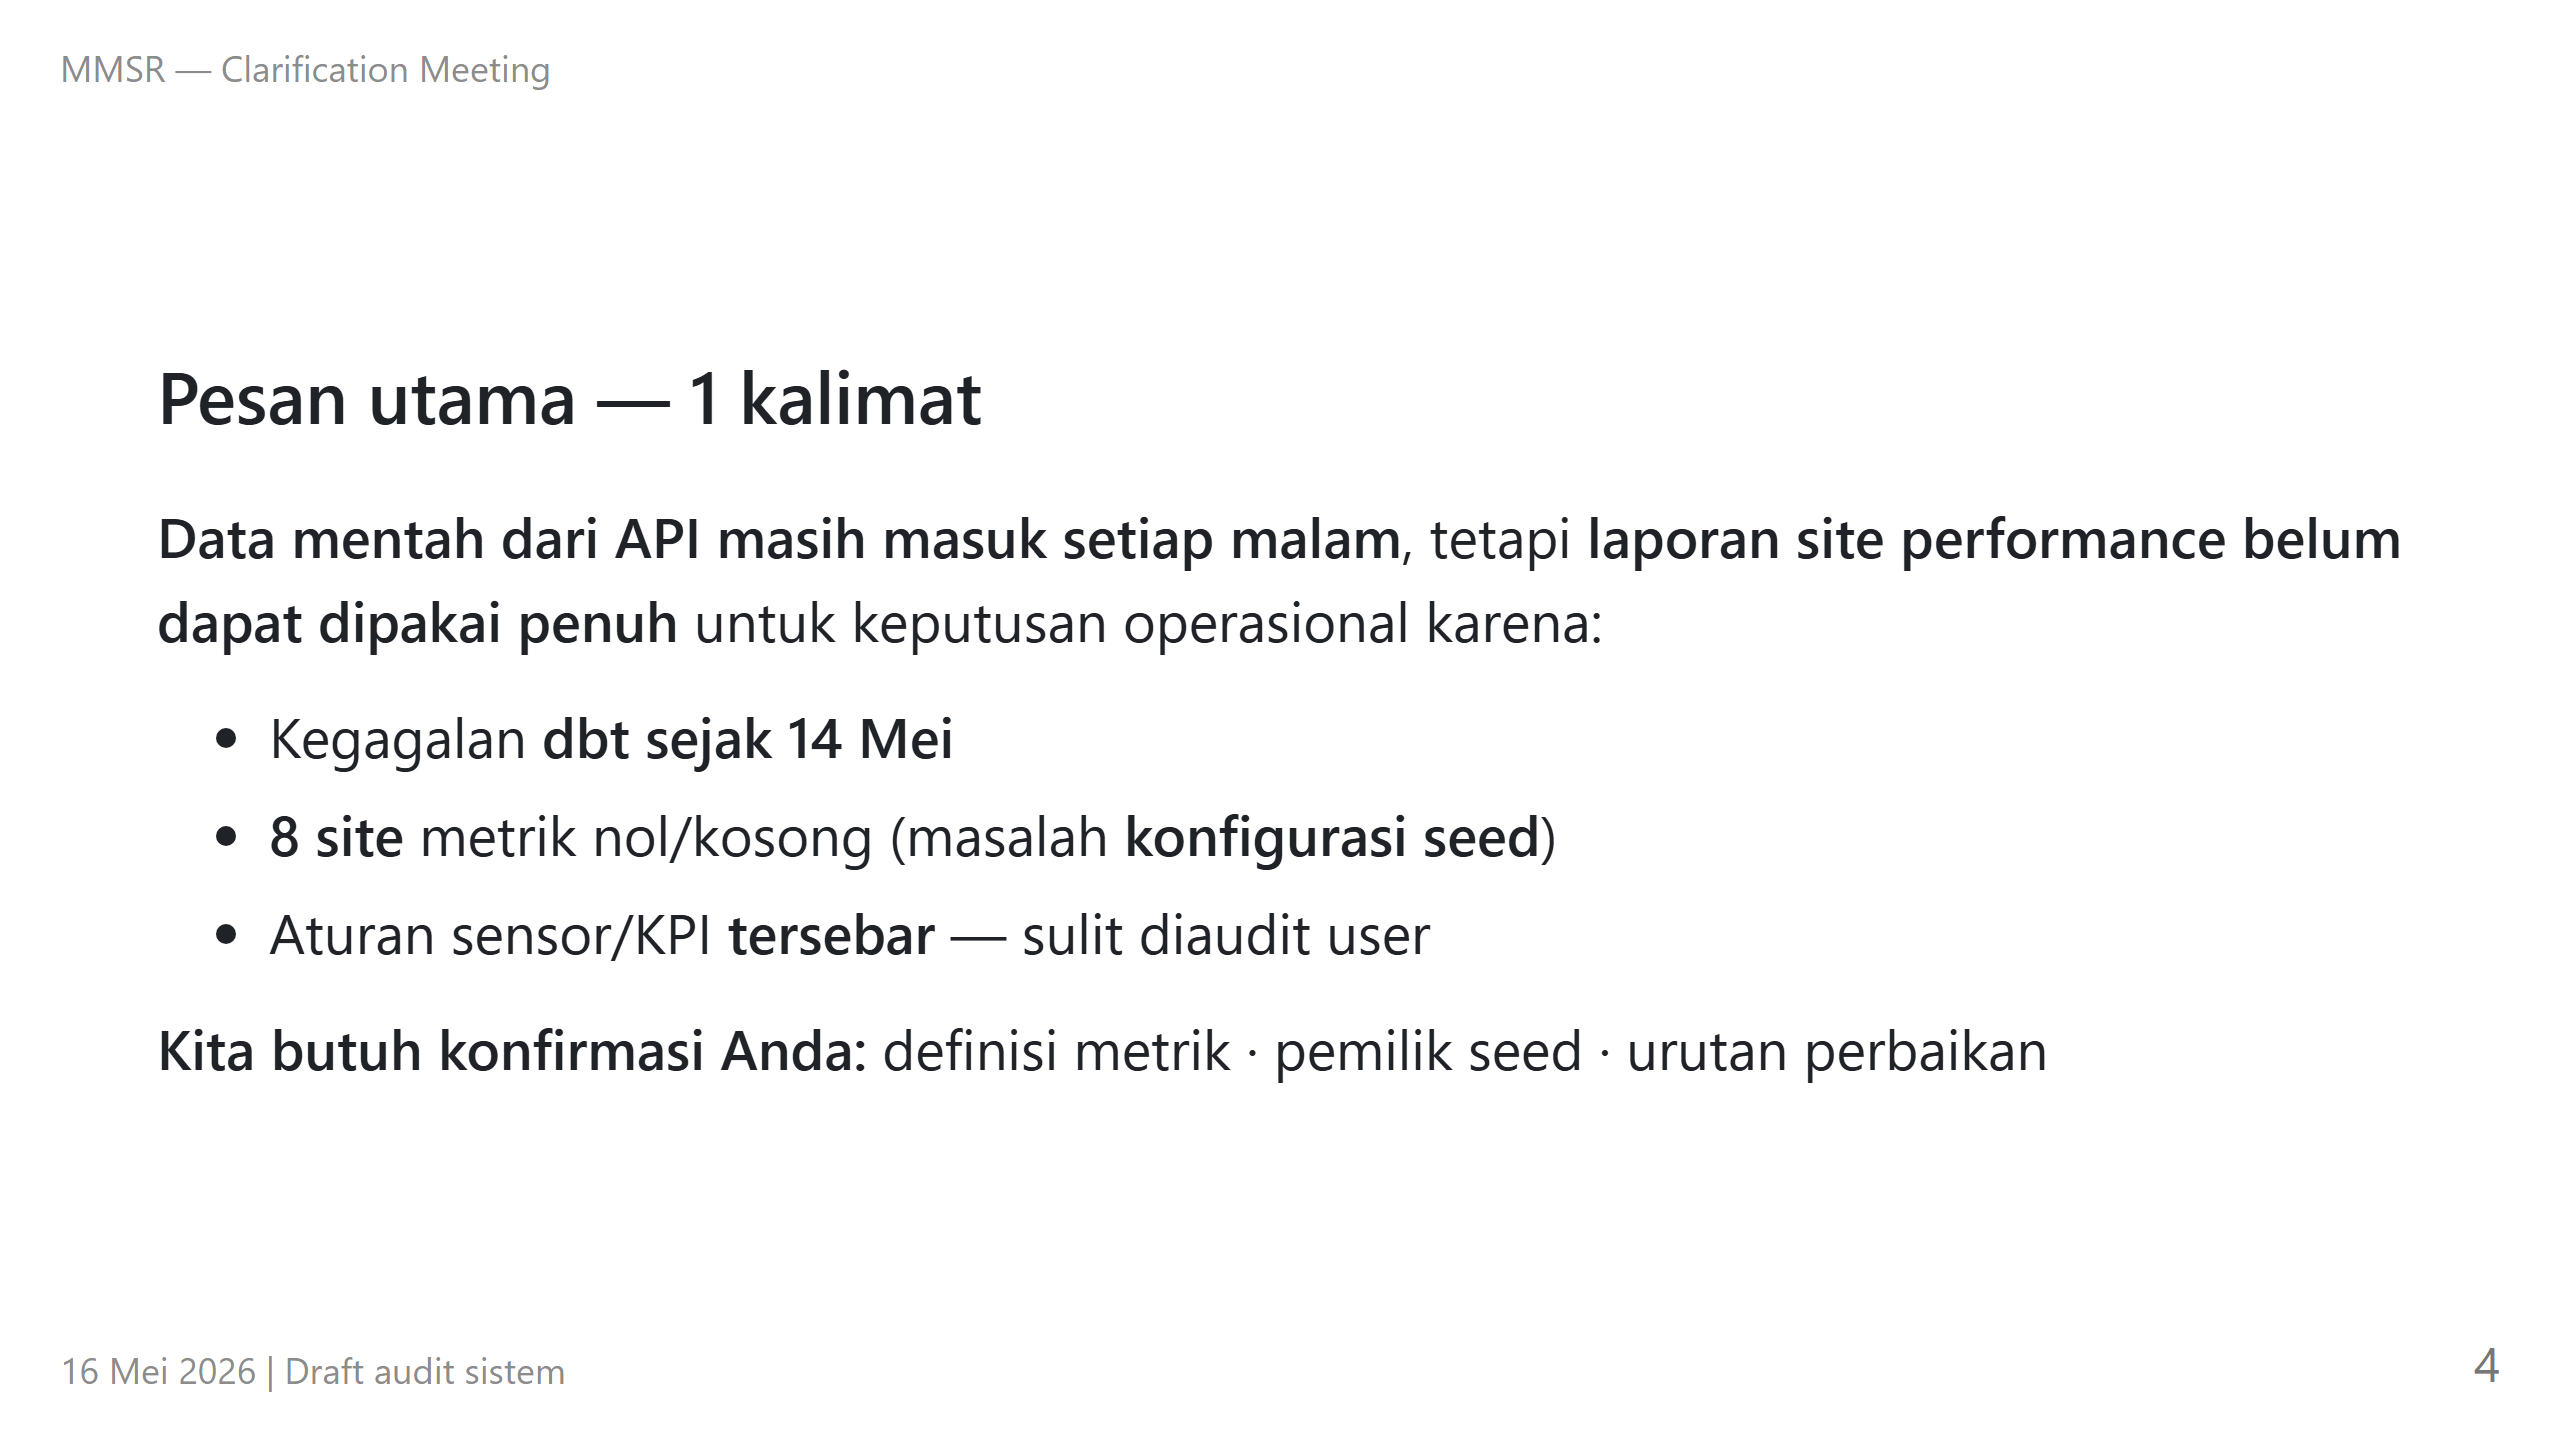 MMSR — Clarification Meeting
Pesan utama — 1 kalimat
Data mentah dari API masih masuk setiap malam, tetapi laporan site performance belum
dapat dipakai penuh untuk keputusan operasional karena:
• Kegagalan dbt sejak 14 Mei
• 8 site metrik nol/kosong (masalah konfigurasi seed)
• Aturan sensor/KPI tersebar — sulit diaudit user
Kita butuh konfirmasi Anda: definisi metrik · pemilik seed · urutan perbaikan
16 Mei 2026 | Draft audit sistem
4